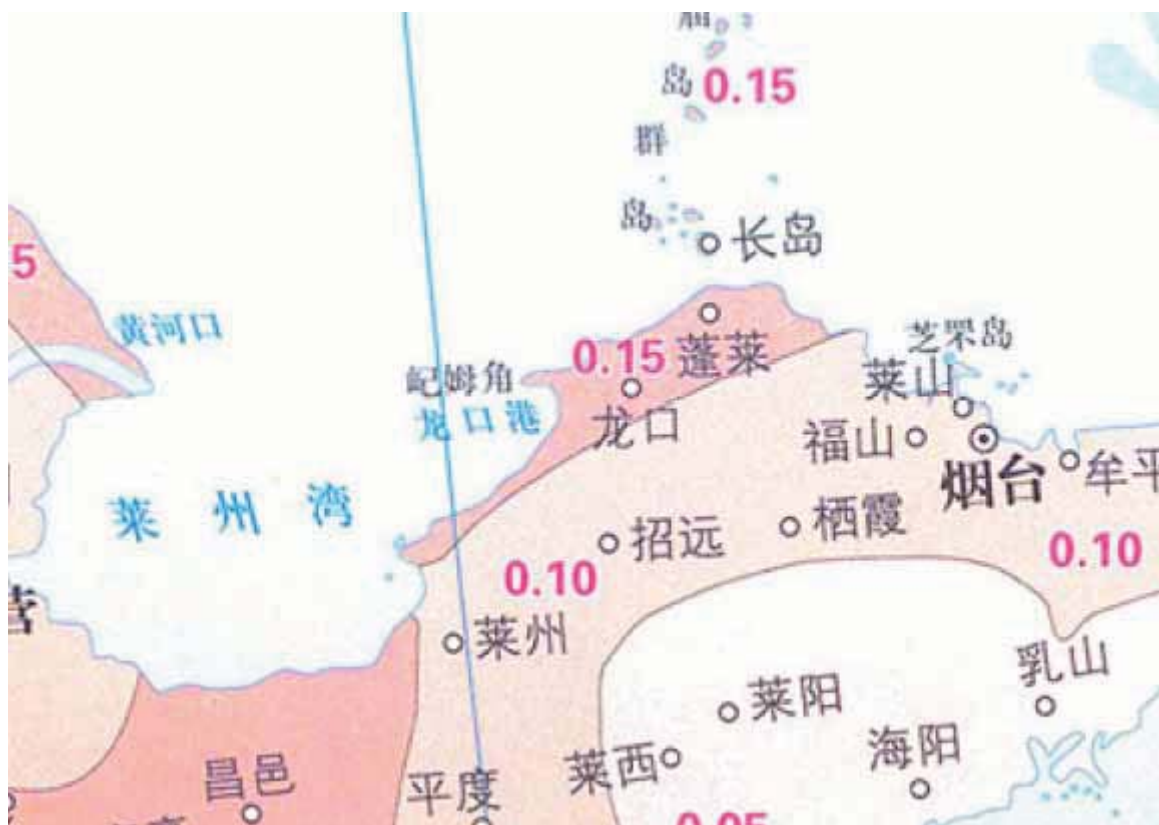 岛
0.15
群
岛
长岛
5
黄河口
芝罘岛
0.15
蓬莱
屺姆角
莱山
龙口港
龙口
福山
烟台
牟平
莱州湾
招远
栖霞
0.10
0.10
莱州
乳山
莱阳
海阳
莱西
昌邑
平度
0.05